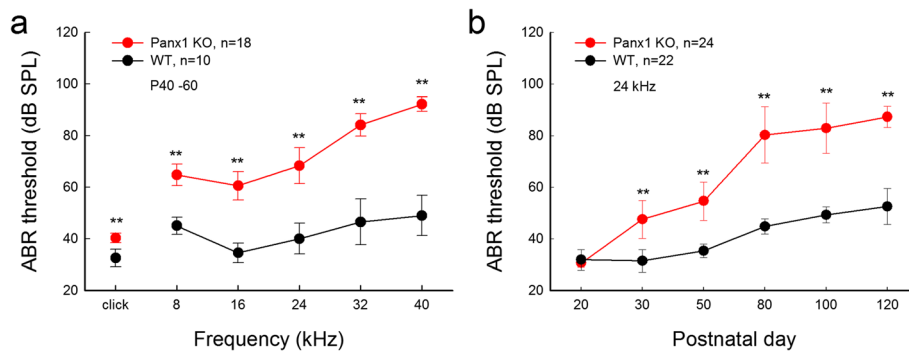 a
Panx1 KO, n=18
WT, n=10
P40 -60
ABR threshold (dB SPL)
120
100
80
60
40
20
**
**
**
**
**
**
click
8
16
24
32
40
Frequency (kHz)
b
Panx1 KO, n=24
WT, n=22
24 kHz
ABR threshold (dB SPL)
120
100
80
60
40
20
**
**
**
**
**
20
30
50
80
100
120
Postnatal day